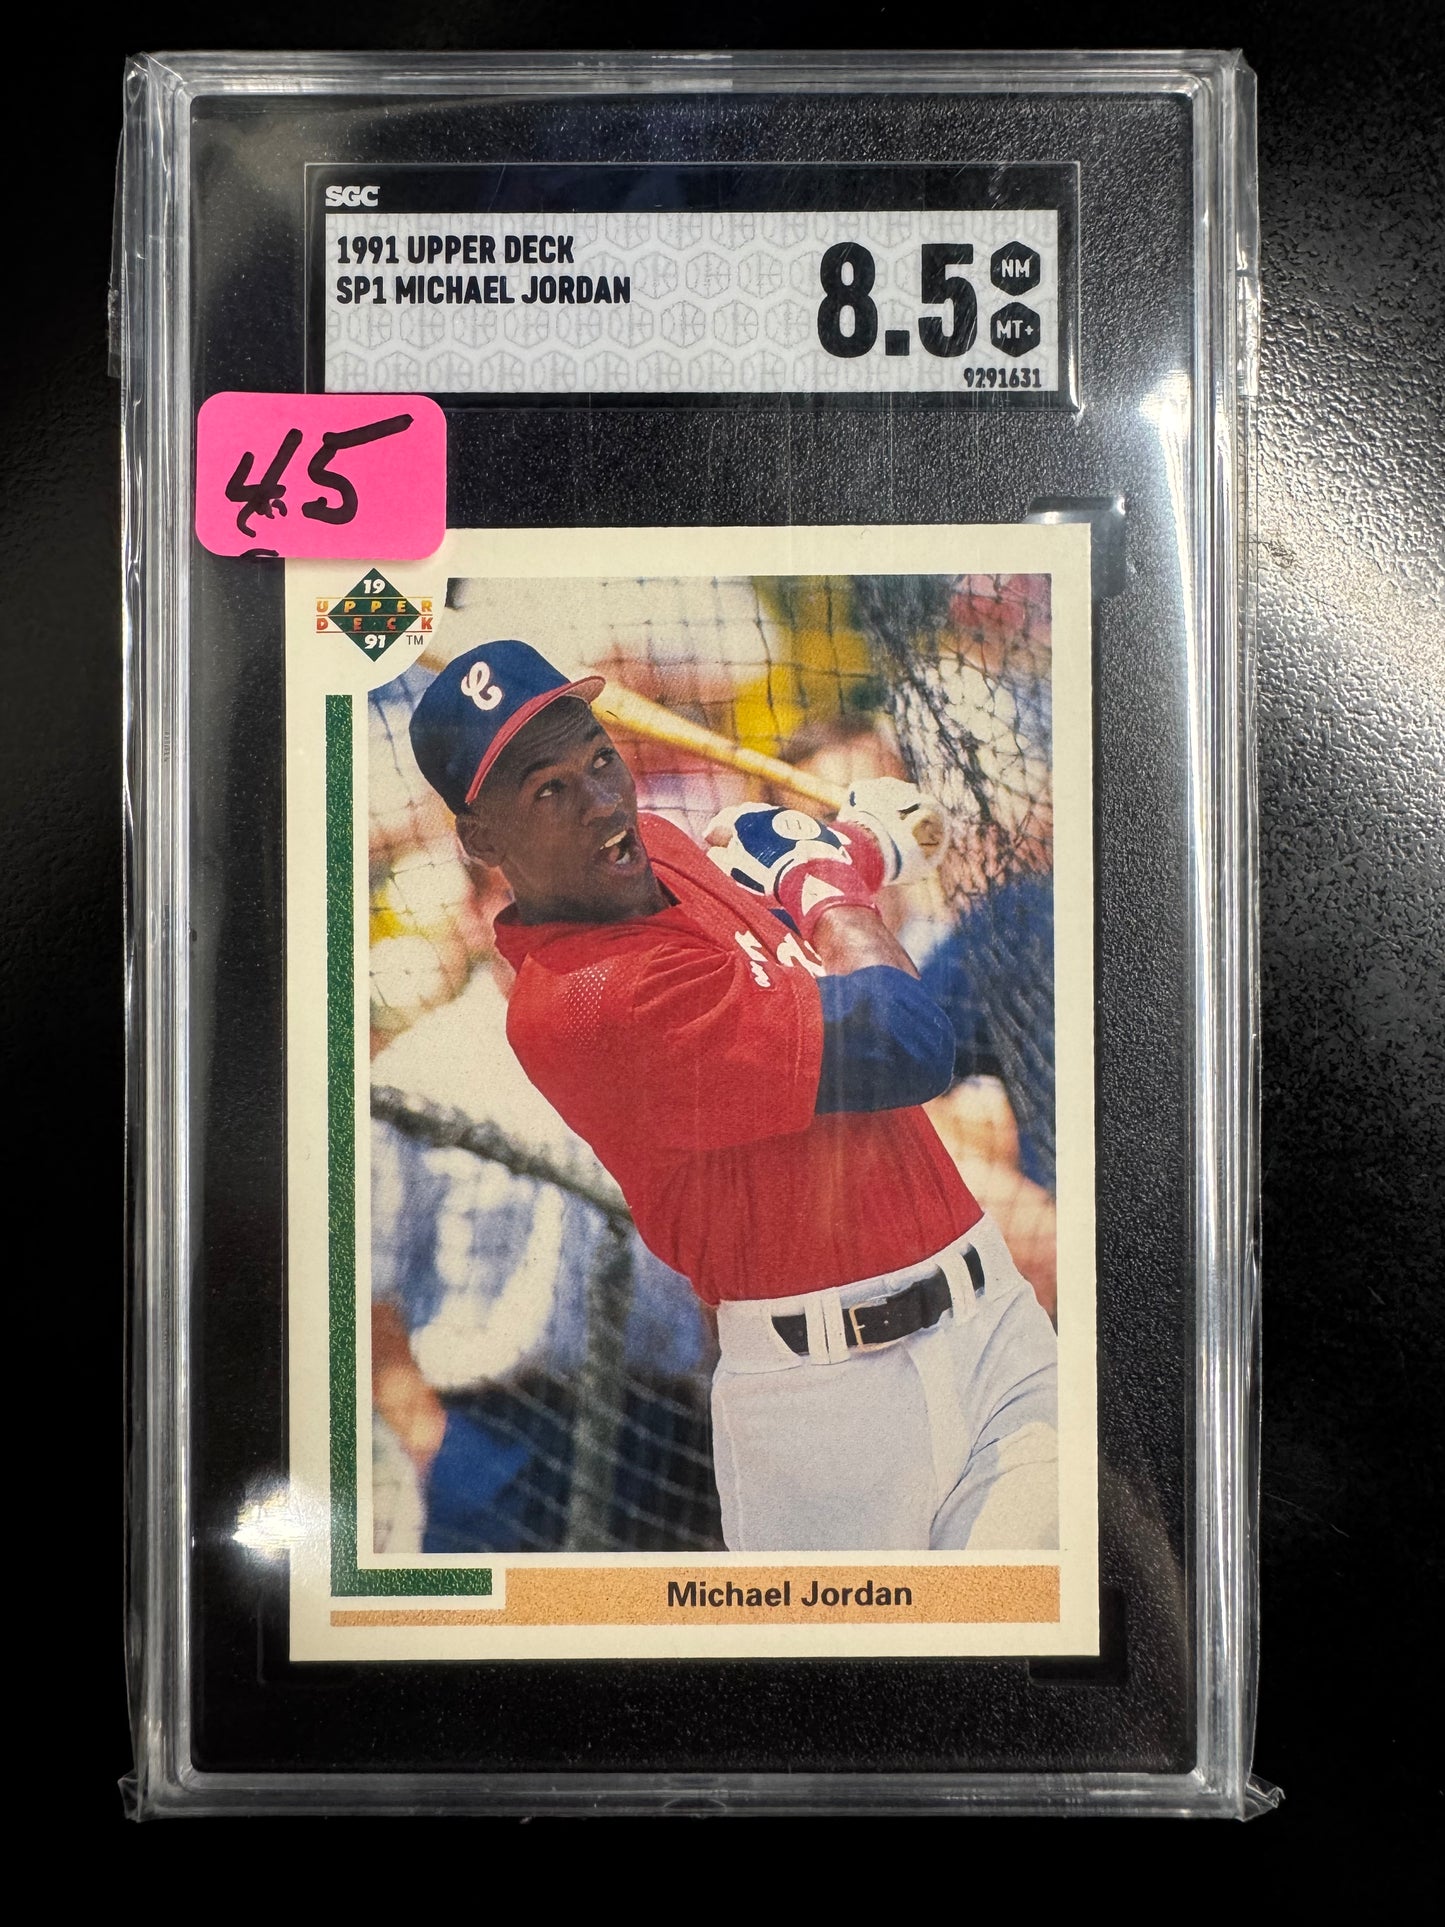 SGC
1991 UPPER DECK
SP1 MICHAEL JORDAN
8.5
NM
MT+
9291631
45
19
UPPER
DECK
91 TM
C
Michael Jordan